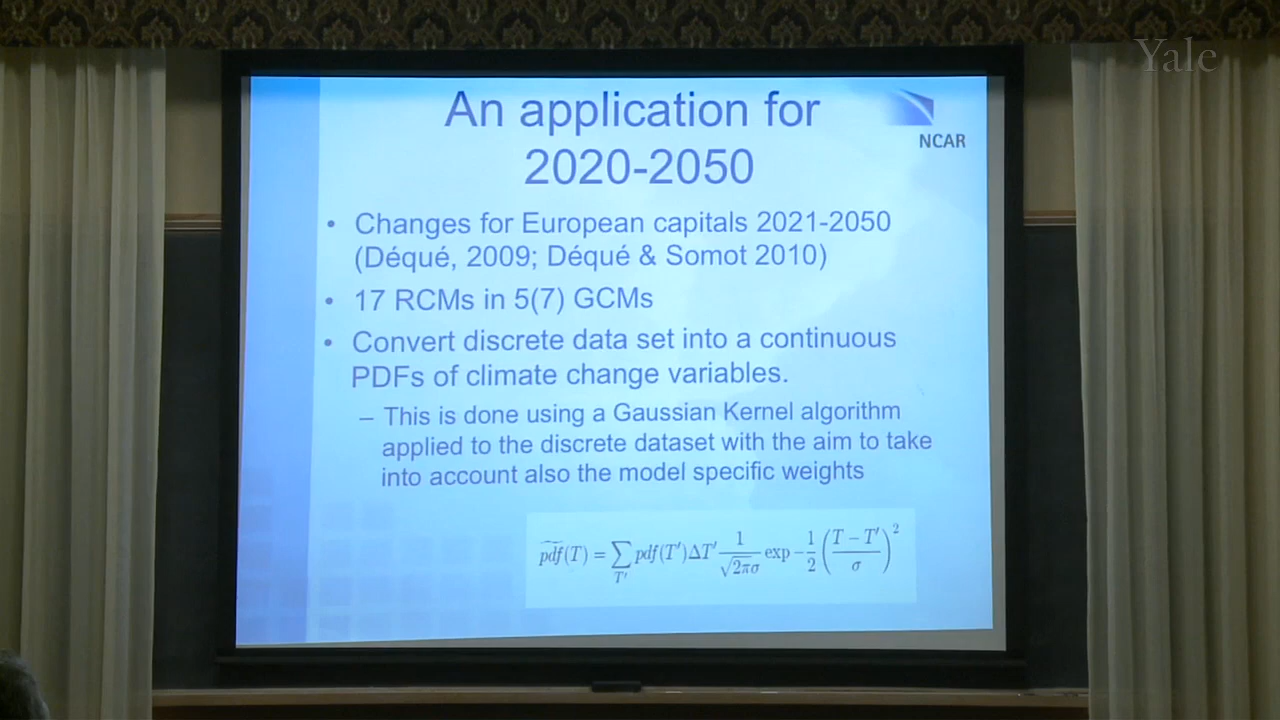 Yale
An application for
2020-2050
NCAR
• Changes for European capitals 2021-2050
(Déqué, 2009; Déqué & Somot 2010)
• 17 RCMs in 5(7) GCMs
• Convert discrete data set into a continuous
PDFs of climate change variables.
– This is done using a Gaussian Kernel algorithm
applied to the discrete dataset with the aim to take
into account also the model specific weights
p͠df(T) = ∑_{T'} pdf(T')ΔT' 1/(√2πσ) exp −1/2 ((T − T')/σ)²